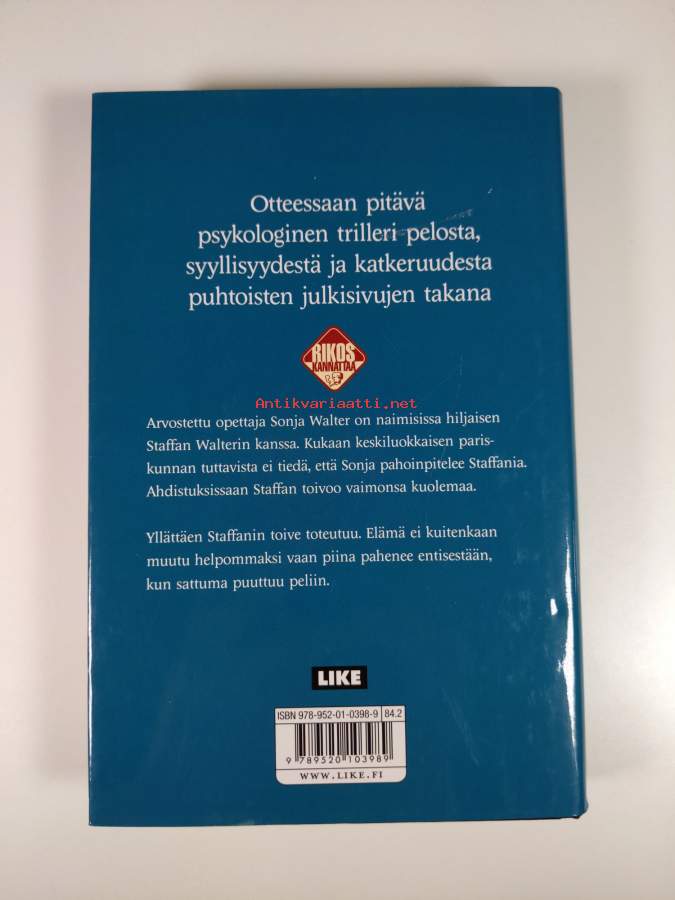 Otteessaan pitävä
psykologinen trilleri pelosta,
syyllisyydestä ja katkeruudesta
puhtoisten julkisivujen takana
RIKOS
KANNATTAA
Antikvariaatti.net
Arvostettu opettaja Sonja Walter on naimisissa hiljaisen
Staffan Walterin kanssa. Kukaan keskiluokkaisen paris-
kunnan tuttavista ei tiedä, että Sonja pahoinpitelee Staffania.
Ahdistuksissaan Staffan toivoo vaimonsa kuolemaa.
Yllättäen Staffanin toive toteutuu. Elämä ei kuitenkaan
muutu helpommaksi vaan piina pahenee entisestään,
kun sattuma puuttuu peliin.
LIKE
ISBN 978-952-01-0398-9 84.2
9 789520 103989
WWW.LIKE.FI